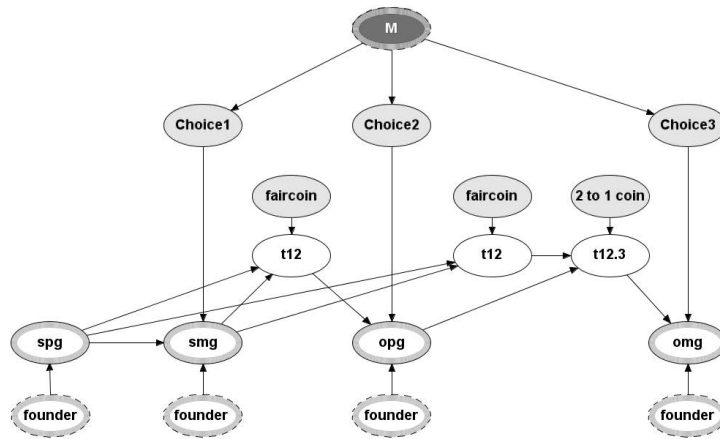 M
Choice1
Choice2
Choice3
faircoin
faircoin
2 to 1 coin
t12
t12
t12.3
spg
smg
opg
omg
founder
founder
founder
founder